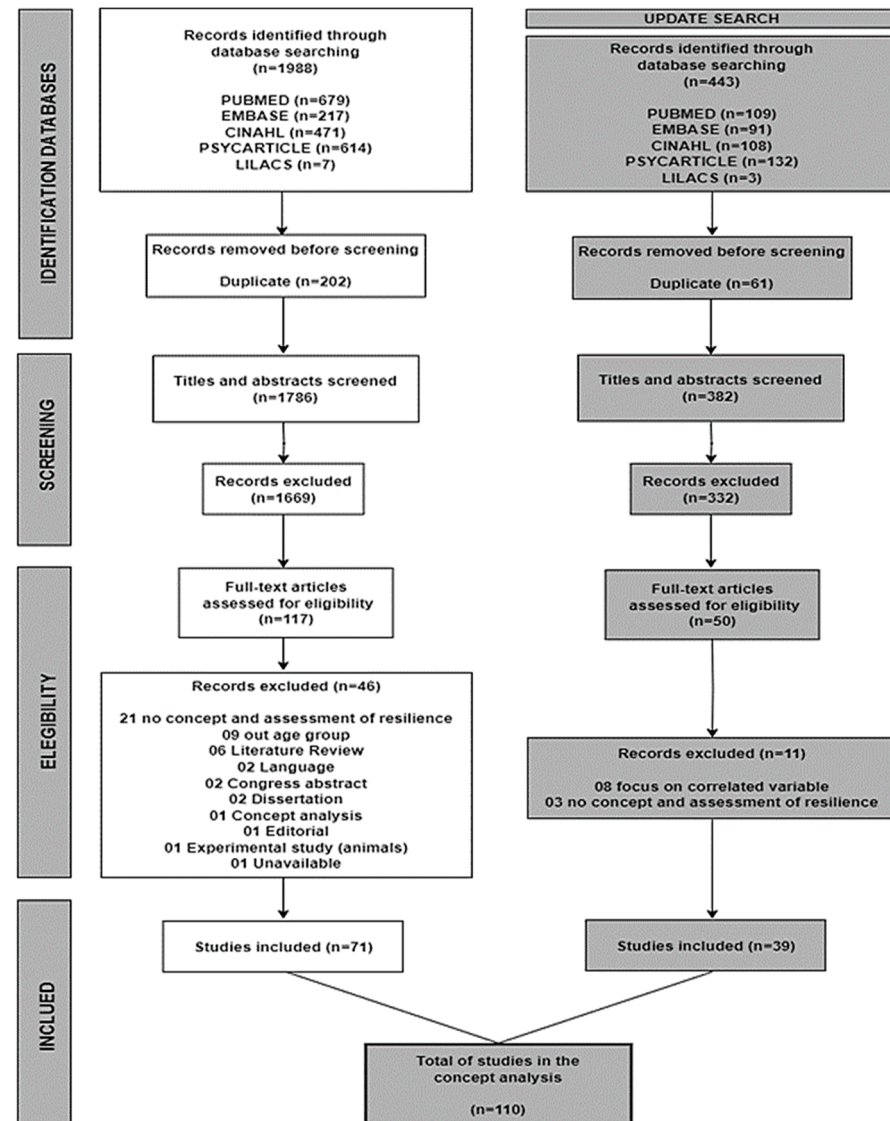 IDENTIFICATION DATABASES
Records identified through
database searching
(n=1988)
PUBMED (n=679)
EMBASE (n=217)
CINAHL (n=471)
PSYCARTICLE (n=614)
LILACS (n=7)
Records removed before screening
Duplicate (n=202)
UPDATE SEARCH
Records identified through
database searching
(n=443)
PUBMED (n=109)
EMBASE (n=91)
CINAHL (n=108)
PSYCARTICLE (n=132)
LILACS (n=3)
Records removed before screening
Duplicate (n=61)
SCREENING
Titles and abstracts screened
(n=1786)
Records excluded
(n=1669)
Titles and abstracts screened
(n=382)
Records excluded
(n=332)
ELEGIBILITY
Full-text articles
assessed for eligibility
(n=117)
Records excluded (n=46)
21 no concept and assessment of resilience
09 out age group
06 Literature Review
02 Language
02 Congress abstract
02 Dissertation
01 Concept analysis
01 Editorial
01 Experimental study (animals)
01 Unavailable
Full-text articles
assessed for eligibility
(n=50)
Records excluded (n=11)
08 focus on correlated variable
03 no concept and assessment of resilience
INCLUED
Studies included (n=71)
Studies included (n=39)
Total of studies in the
concept analysis
(n=110)